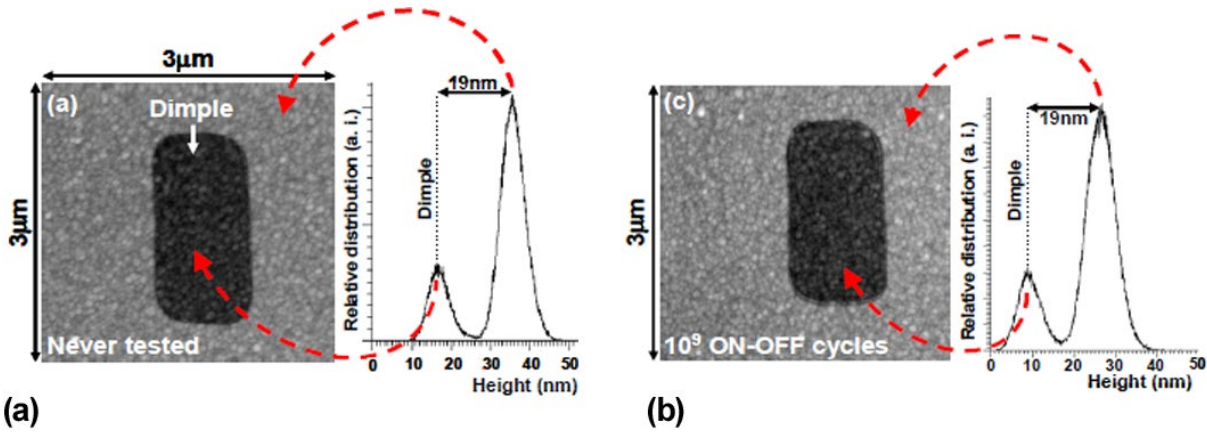 3μm
3μm
(a)
Dimple
Never tested
19nm
Dimple
Relative distribution (a. i.)
0 10 20 30 40 50
Height (nm)
(a)
3μm
(c)
10⁹ ON-OFF cycles
19nm
Dimple
Relative distribution (a. i.)
0 10 20 30 40 50
Height (nm)
(b)